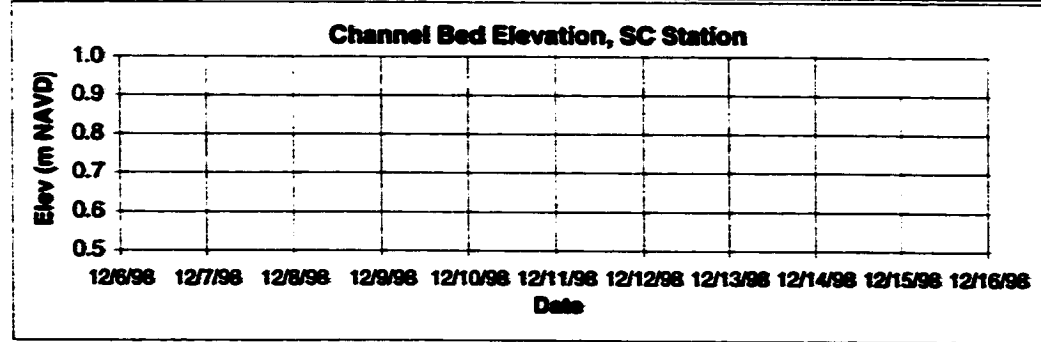 Channel Bed Elevation, SC Station
Elev (m NAVD)
1.0
0.9
0.8
0.7
0.6
0.5
12/6/98 12/7/98 12/8/98 12/9/98 12/10/98 12/11/98 12/12/98 12/13/98 12/14/98 12/15/98 12/16/98
Date